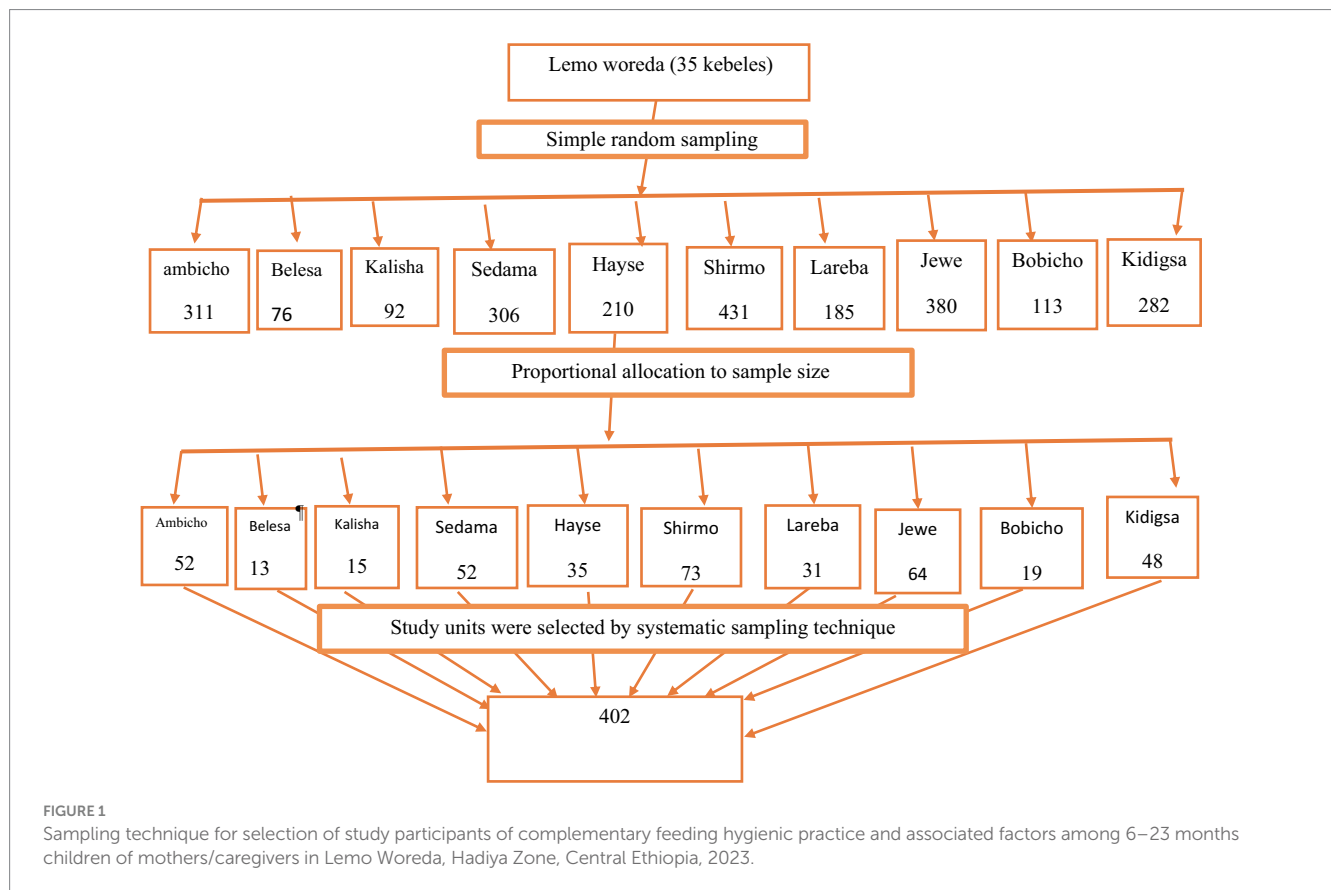 Lemo woreda (35 kebeles)
Simple random sampling
ambicho
311
Belesa
76
Kalisha
92
Sedama
306
Hayse
210
Shirmo
431
Lareba
185
Jewe
380
Bobicho
113
Kidigsa
282
Proportional allocation to sample size
Ambicho
52
Belesa¶
13
Kalisha
15
Sedama
52
Hayse
35
Shirmo
73
Lareba
31
Jewe
64
Bobicho
19
Kidigsa
48
Study units were selected by systematic sampling technique
402
FIGURE 1
Sampling technique for selection of study participants of complementary feeding hygienic practice and associated factors among 6–23 months
children of mothers/caregivers in Lemo Woreda, Hadiya Zone, Central Ethiopia, 2023.